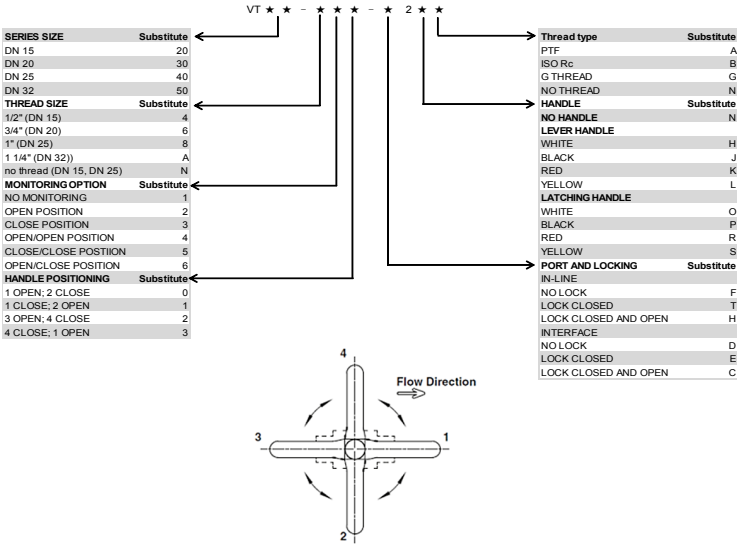 VT ★ ★ - ★ ★ ★ - ★ 2 ★ ★
SERIES SIZE Substitute
DN 15 20
DN 20 30
DN 25 40
DN 32 50
THREAD SIZE Substitute
1/2" (DN 15) 4
3/4" (DN 20) 6
1" (DN 25) 8
1 1/4" (DN 32)) A
no thread (DN 15, DN 25) N
MONITORING OPTION Substitute
NO MONITORING 1
OPEN POSITION 2
CLOSE POSITION 3
OPEN/OPEN POSITION 4
CLOSE/CLOSE POSTIION 5
OPEN/CLOSE POSITION 6
HANDLE POSITIONING Substitute
1 OPEN; 2 CLOSE 0
1 CLOSE; 2 OPEN 1
3 OPEN; 4 CLOSE 2
4 CLOSE; 1 OPEN 3
Thread type Substitute
PTF A
ISO Rc B
G THREAD G
NO THREAD N
HANDLE Substitute
NO HANDLE N
LEVER HANDLE
WHITE H
BLACK J
RED K
YELLOW L
LATCHING HANDLE
WHITE O
BLACK P
RED R
YELLOW S
PORT AND LOCKING Substitute
IN-LINE
NO LOCK F
LOCK CLOSED T
LOCK CLOSED AND OPEN H
INTERFACE
NO LOCK D
LOCK CLOSED E
LOCK CLOSED AND OPEN C
4
Flow Direction
3
1
2